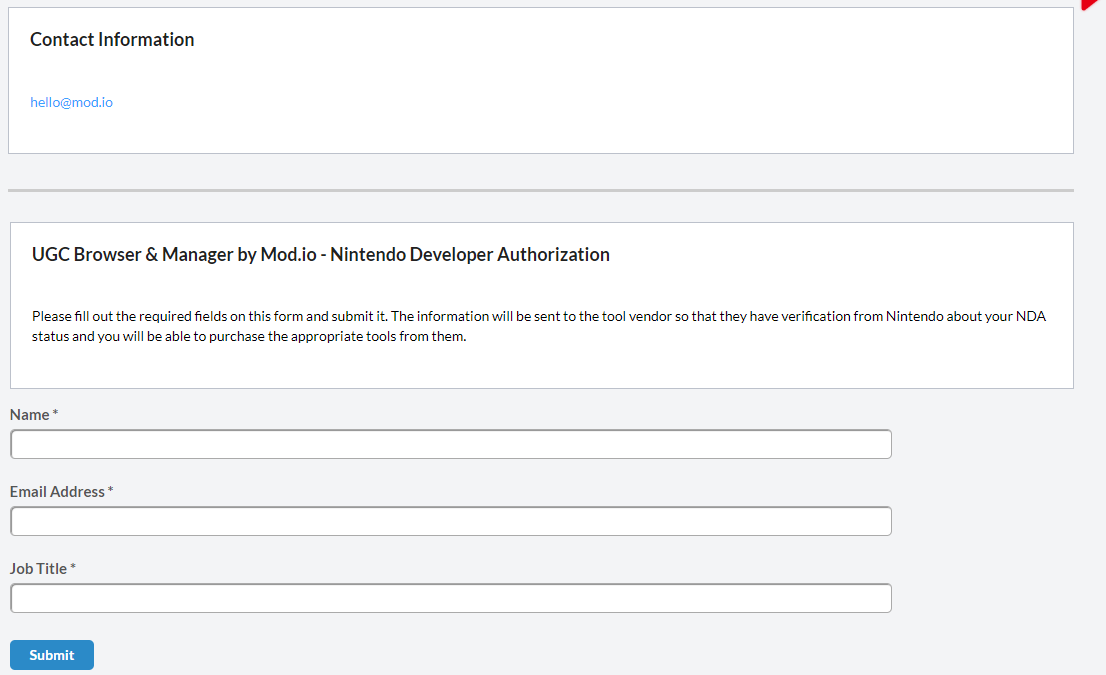 Contact Information
hello@mod.io
UGC Browser & Manager by Mod.io - Nintendo Developer Authorization
Please fill out the required fields on this form and submit it. The information will be sent to the tool vendor so that they have verification from Nintendo about your NDA
status and you will be able to purchase the appropriate tools from them.
Name *
Email Address *
Job Title *
Submit